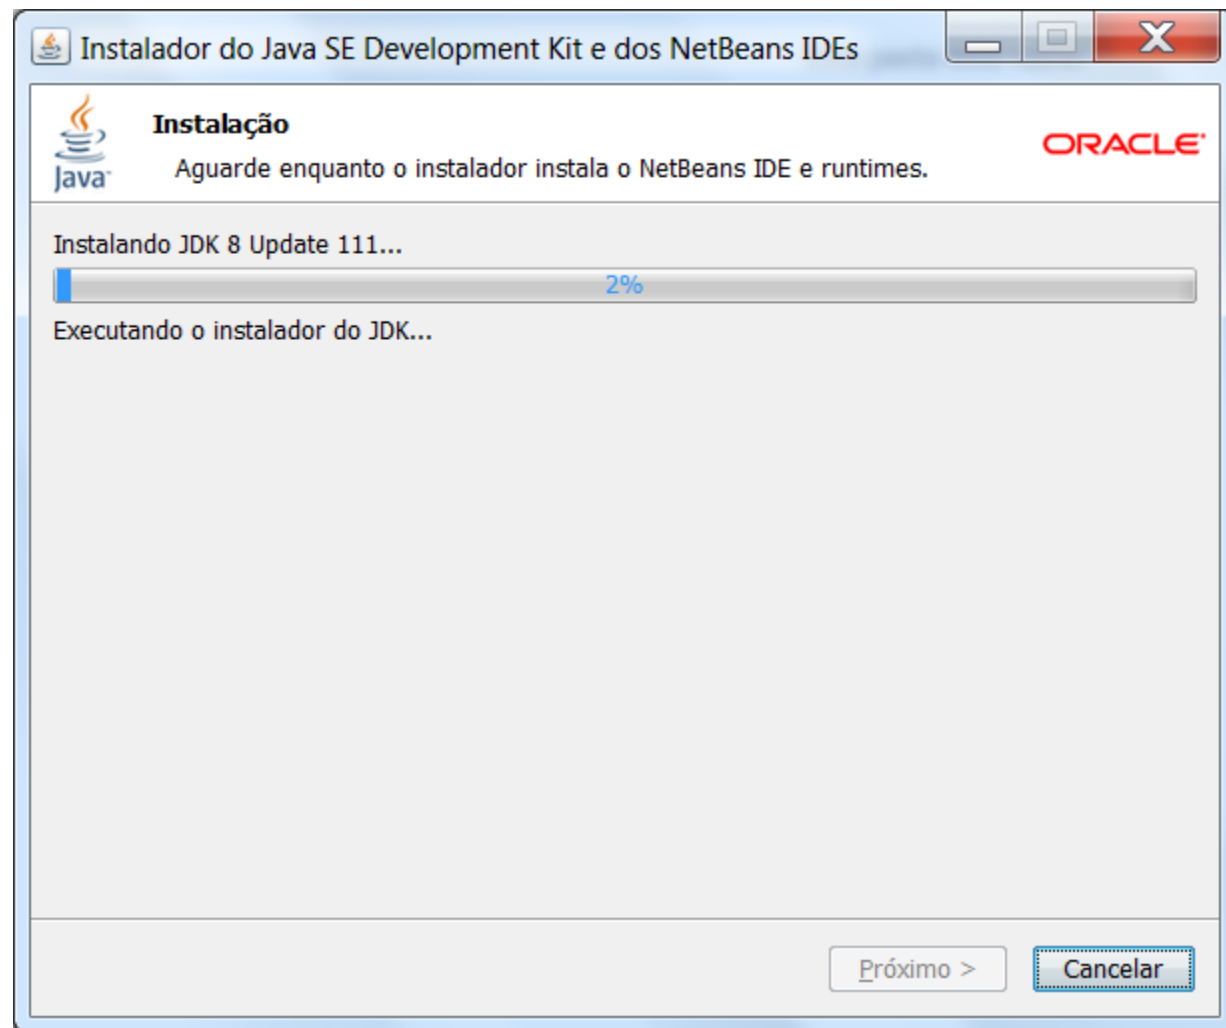 Instalador do Java SE Development Kit e dos NetBeans IDEs
Java
Instalação
Aguarde enquanto o instalador instala o NetBeans IDE e runtimes.
ORACLE
Instalando JDK 8 Update 111...
2%
Executando o instalador do JDK...
Próximo >
Cancelar